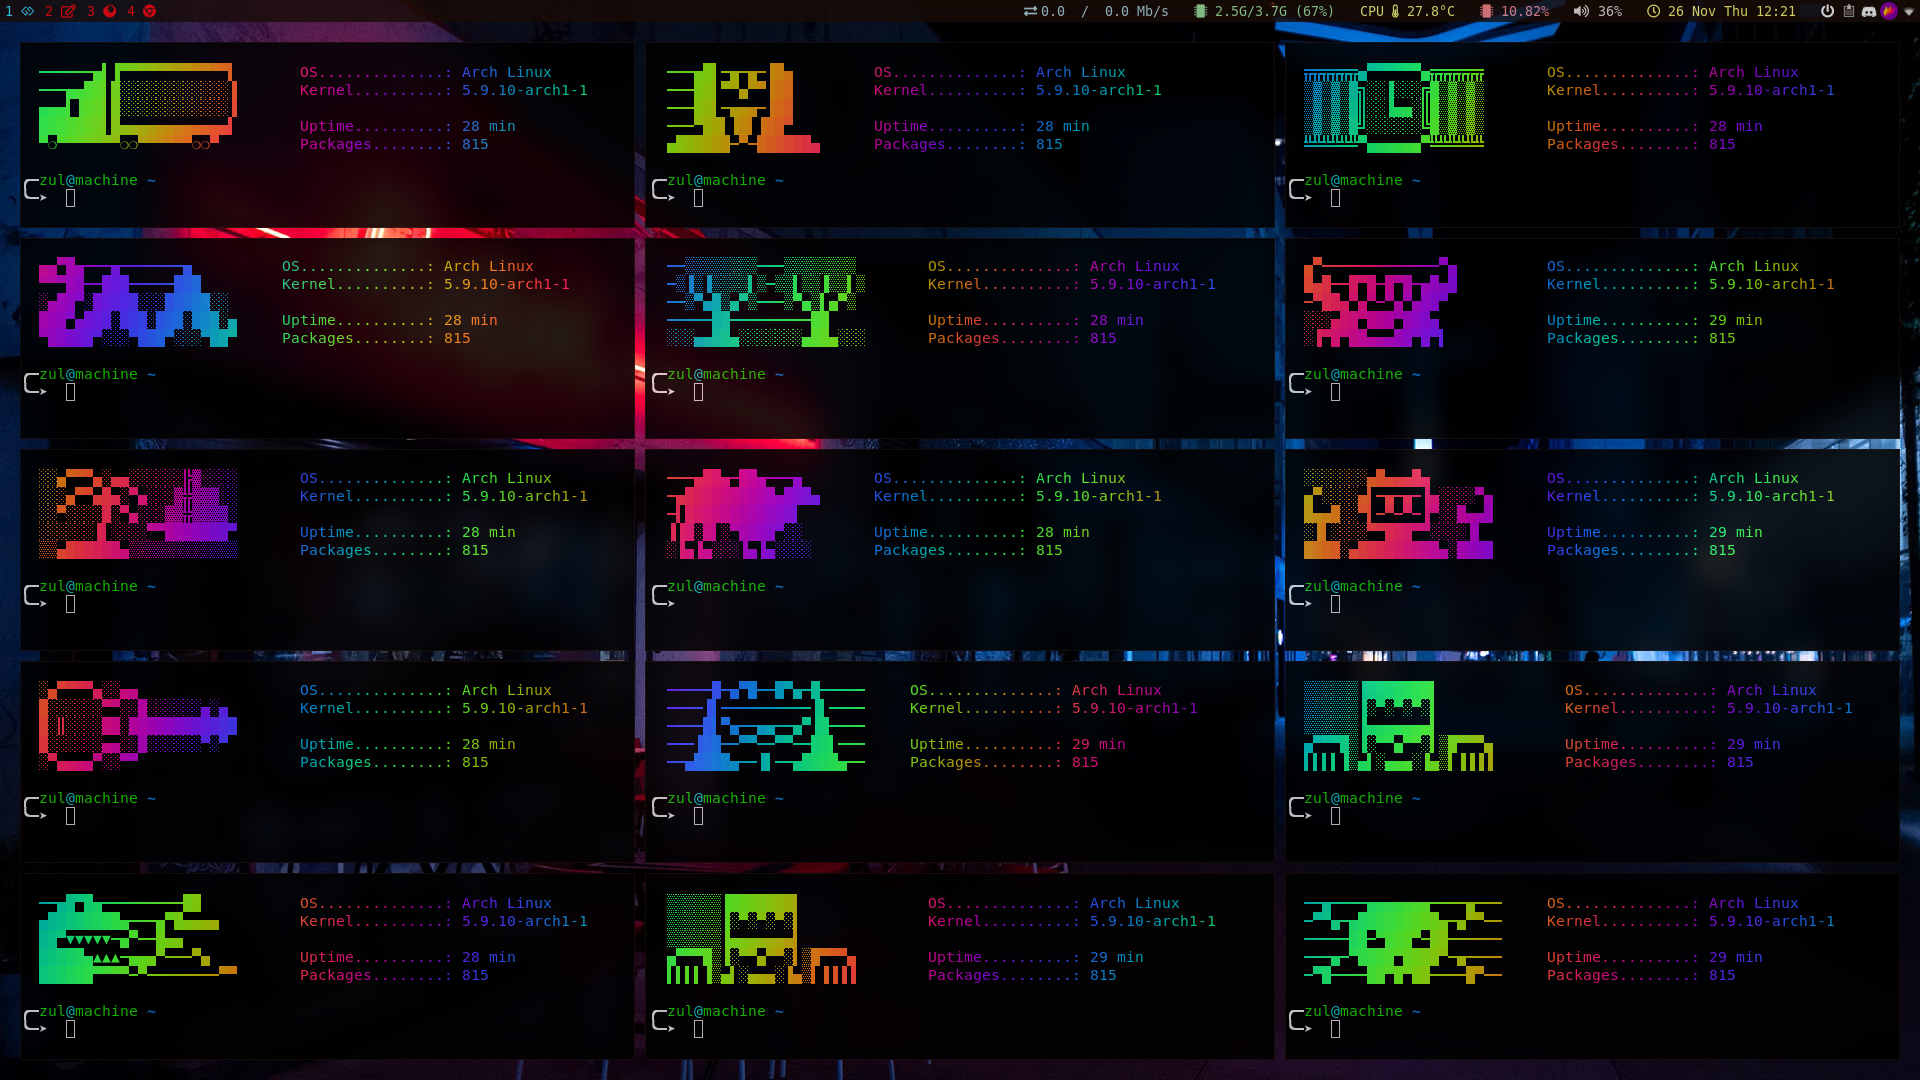 1 2 3 4 0.0 / 0.0 Mb/s 2.5G/3.7G (67%) CPU 27.8°C 10.82% 36% 26 Nov Thu 12:21
OS..............: Arch Linux
Kernel..........: 5.9.10-arch1-1
Uptime..........: 28 min
Packages........: 815
zul@machine ~
OS..............: Arch Linux
Kernel..........: 5.9.10-arch1-1
Uptime..........: 28 min
Packages........: 815
zul@machine ~
OS..............: Arch Linux
Kernel..........: 5.9.10-arch1-1
Uptime..........: 28 min
Packages........: 815
zul@machine ~
OS..............: Arch Linux
Kernel..........: 5.9.10-arch1-1
Uptime..........: 28 min
Packages........: 815
zul@machine ~
OS..............: Arch Linux
Kernel..........: 5.9.10-arch1-1
Uptime..........: 28 min
Packages........: 815
zul@machine ~
OS..............: Arch Linux
Kernel..........: 5.9.10-arch1-1
Uptime..........: 29 min
Packages........: 815
zul@machine ~
OS..............: Arch Linux
Kernel..........: 5.9.10-arch1-1
Uptime..........: 28 min
Packages........: 815
zul@machine ~
OS..............: Arch Linux
Kernel..........: 5.9.10-arch1-1
Uptime..........: 28 min
Packages........: 815
zul@machine ~
OS..............: Arch Linux
Kernel..........: 5.9.10-arch1-1
Uptime..........: 29 min
Packages........: 815
zul@machine ~
OS..............: Arch Linux
Kernel..........: 5.9.10-arch1-1
Uptime..........: 28 min
Packages........: 815
zul@machine ~
OS..............: Arch Linux
Kernel..........: 5.9.10-arch1-1
Uptime..........: 29 min
Packages........: 815
zul@machine ~
OS..............: Arch Linux
Kernel..........: 5.9.10-arch1-1
Uptime..........: 29 min
Packages........: 815
zul@machine ~
OS..............: Arch Linux
Kernel..........: 5.9.10-arch1-1
Uptime..........: 28 min
Packages........: 815
zul@machine ~
OS..............: Arch Linux
Kernel..........: 5.9.10-arch1-1
Uptime..........: 29 min
Packages........: 815
zul@machine ~
OS..............: Arch Linux
Kernel..........: 5.9.10-arch1-1
Uptime..........: 29 min
Packages........: 815
zul@machine ~